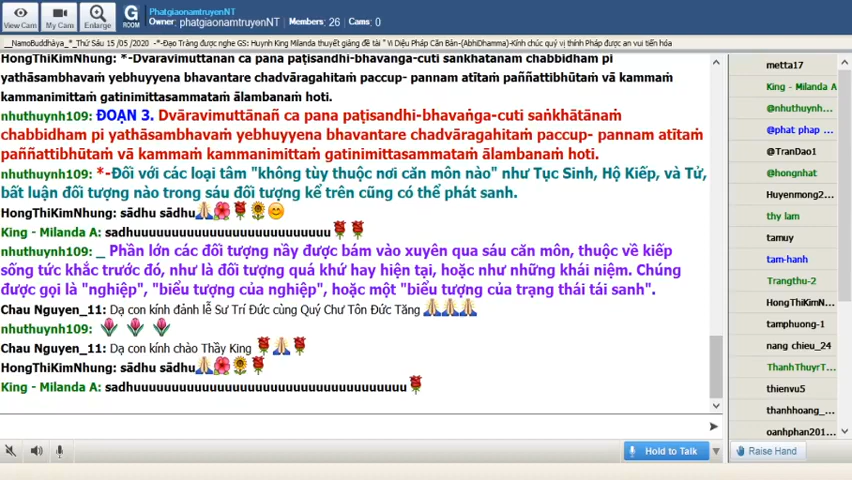 PhatgiaonamtruyenNT
Owner: phatgiaonamtruyenNT | Members: 26 | Cams: 0
View Cam
My Cam
Enlarge
ROOM
__NamoBuddhàya_*_Thứ Sáu 15 /05 /2020 -*-Đạo Tràng được nghe GS: Huynh King Milanda thuyết giảng đề tài " Vi Diệu Pháp Căn Bản-(AbhiDhamma)-Kính chúc quý vị thính Pháp được an vui tiến hóa
HongThiKimNhung: *-Dvāravimuttānañ ca pana paṭisandhi-bhavaṅga-cuti saṅkhātānaṁ chabbidham pi
yathāsambhavaṁ yebhuyyena bhavantare chadvāragahitaṁ paccup- pannam atītaṁ paññattibhūtaṁ vā kammaṁ
kammanimittaṁ gatinimittasammataṁ ālambanaṁ hoti.
nhuthuynh109: ĐOẠN 3. Dvāravimuttānañ ca pana paṭisandhi-bhavaṅga-cuti saṅkhātānaṁ
chabbidham pi yathāsambhavaṁ yebhuyyena bhavantare chadvāragahitaṁ paccup- pannam atītaṁ
paññattibhūtaṁ vā kammaṁ kammanimittaṁ gatinimittasammataṁ ālambanaṁ hoti.
nhuthuynh109: *-Đối với các loại tâm "không tùy thuộc nơi căn môn nào" như Tục Sinh, Hộ Kiếp, và Tử,
bất luận đối tượng nào trong sáu đối tượng kể trên cũng có thể phát sanh.
HongThiKimNhung: sādhu sādhu
King - Milanda A: sadhuuuuuuuuuuuuuuuuuuuuuuuuuu
nhuthuynh109: _ Phần lớn các đối tượng nầy được bám vào xuyên qua sáu căn môn, thuộc về kiếp
sống tức khắc trước đó, như là đối tượng quá khứ hay hiện tại, hoặc như những khái niệm. Chúng
được gọi là "nghiệp", "biểu tượng của nghiệp", hoặc một "biểu tượng của trạng thái tái sanh".
Chau Nguyen_11: Dạ con kính đảnh lễ Sư Trí Đức cùng Quý Chư Tôn Đức Tăng
nhuthuynh109:
Chau Nguyen_11: Dạ con kính chào Thầy King
HongThiKimNhung: sādhu sādhu
King - Milanda A: sadhuuuuuuuuuuuuuuuuuuuuuuuuuuuuuuuuuuuu
metta17
King - Milanda A
@nhuthuynh...
@phat phap ...
@TranDao1
@hongnhat
Huyenmong2...
thy lam
tamuy
tam-hanh
Trangthu-2
HongThiKimN...
tamphuong-1
nang chieu_24
ThanhThuyrT...
thienvu5
thanhhoang_...
oanhphan201...
Hold to Talk
Raise Hand